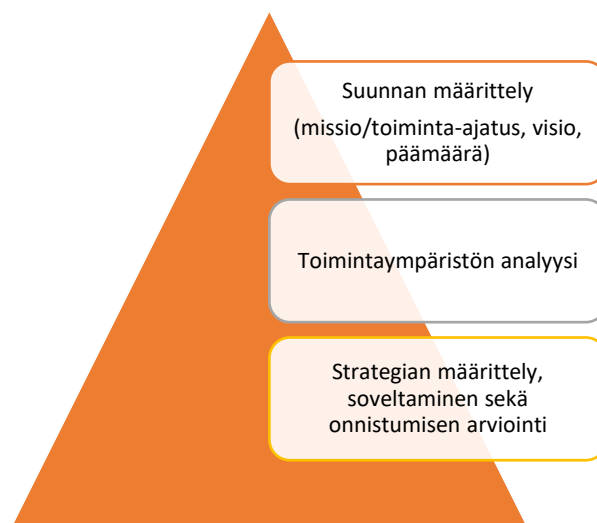 Suunnan määrittely
(missio/toiminta-ajatus, visio,
päämäärä)
Toimintaympäristön analyysi
Strategian määrittely,
soveltaminen sekä
onnistumisen arviointi